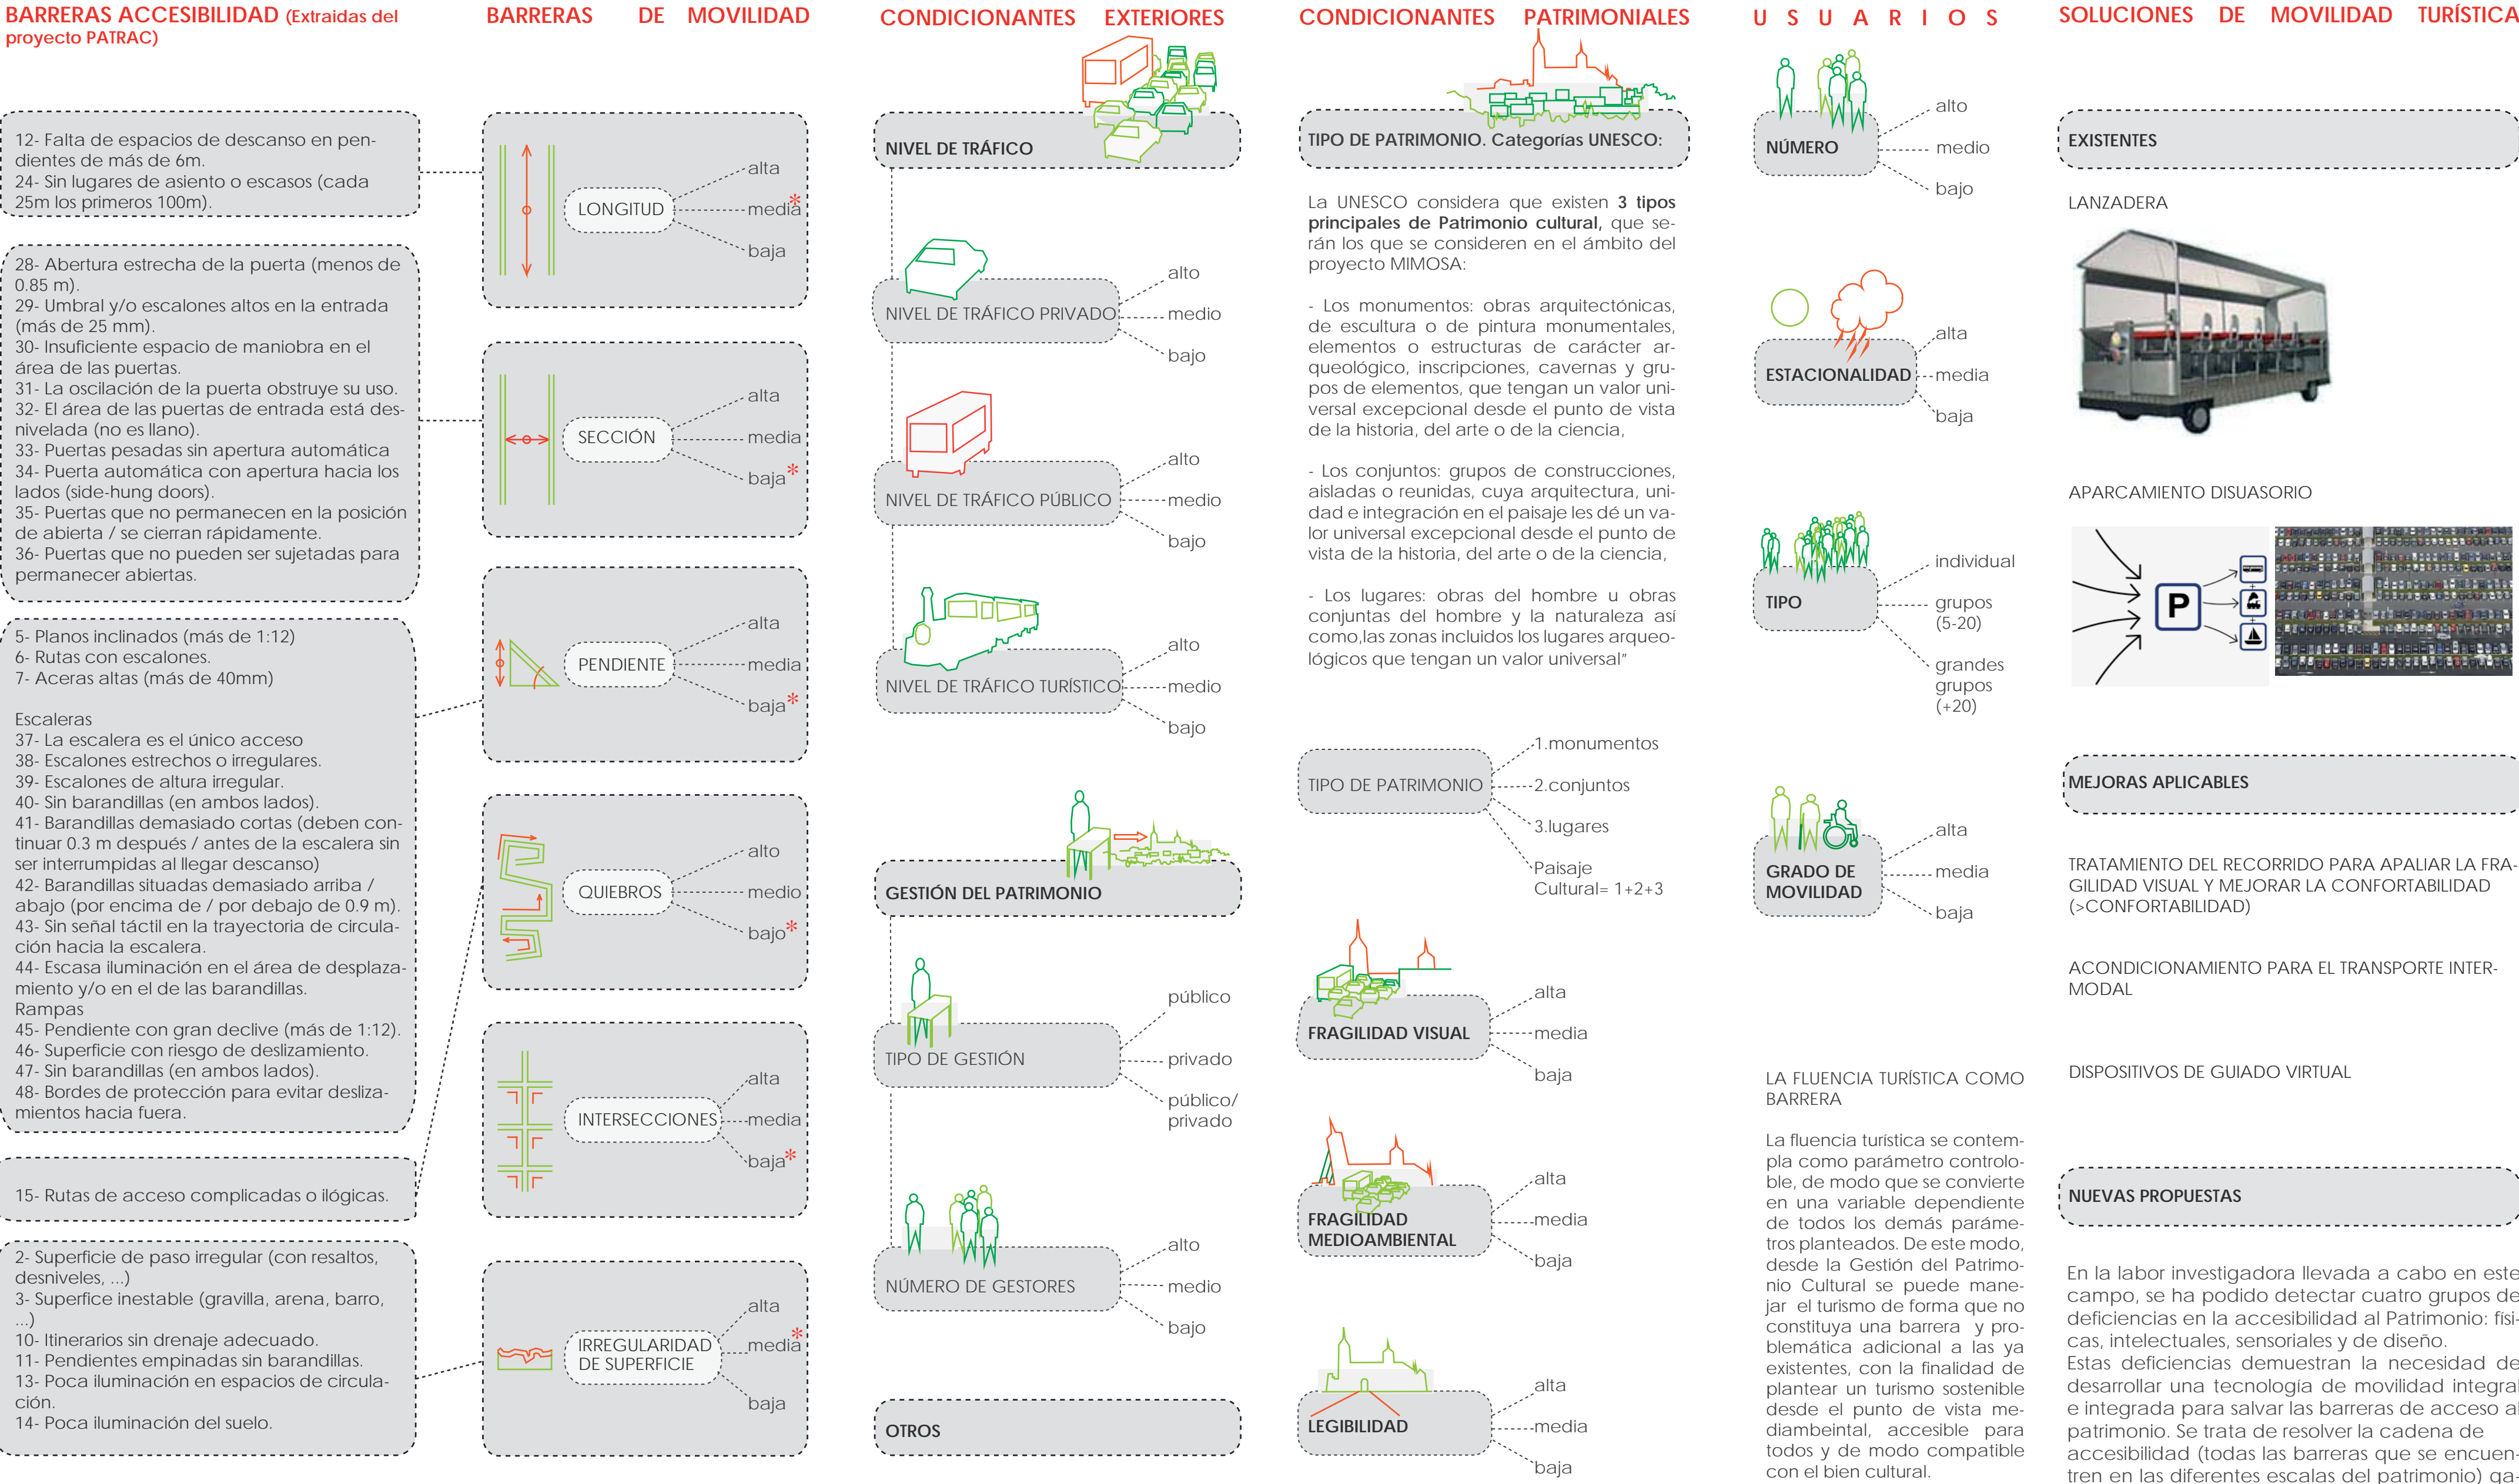 BARRERAS ACCESIBILIDAD (Extraidas del
proyecto PATRAC)
12- Falta de espacios de descanso en pen-
dientes de más de 6m.
24- Sin lugares de asiento o escasos (cada
25m los primeros 100m).
28- Abertura estrecha de la puerta (menos de
0.85 m).
29- Umbral y/o escalones altos en la entrada
(más de 25 mm).
30- Insuficiente espacio de maniobra en el
área de las puertas.
31- La oscilación de la puerta obstruye su uso.
32- El área de las puertas de entrada está des-
nivelada (no es llano).
33- Puertas pesadas sin apertura automática
34- Puerta automática con apertura hacia los
lados (side-hung doors).
35- Puertas que no permanecen en la posición
de abierta / se cierran rápidamente.
36- Puertas que no pueden ser sujetadas para
permanecer abiertas.
5- Planos inclinados (más de 1:12)
6- Rutas con escalones.
7- Aceras altas (más de 40mm)
Escaleras
37- La escalera es el único acceso
38- Escalones estrechos o irregulares.
39- Escalones de altura irregular.
40- Sin barandillas (en ambos lados).
41- Barandillas demasiado cortas (deben con-
tinuar 0.3 m después / antes de la escalera sin
ser interrumpidas al llegar descanso)
42- Barandillas situadas demasiado arriba /
abajo (por encima de / por debajo de 0.9 m).
43- Sin señal táctil en la trayectoria de circula-
ción hacia la escalera.
44- Escasa iluminación en el área de desplaza-
miento y/o en el de las barandillas.
Rampas
45- Pendiente con gran declive (más de 1:12).
46- Superficie con riesgo de deslizamiento.
47- Sin barandillas (en ambos lados).
48- Bordes de protección para evitar desliza-
mientos hacia fuera.
15- Rutas de acceso complicadas o ilógicas.
2- Superficie de paso irregular (con resaltos,
desniveles, ...)
3- Superfice inestable (gravilla, arena, barro,
...)
10- Itinerarios sin drenaje adecuado.
11- Pendientes empinadas sin barandillas.
13- Poca iluminación en espacios de circula-
ción.
14- Poca iluminación del suelo.
BARRERAS DE MOVILIDAD
LONGITUD
alta
media*
baja
SECCIÓN
alta
media
baja*
PENDIENTE
alta
media
baja*
QUIEBROS
alto
medio
bajo*
INTERSECCIONES
alta
media
baja*
IRREGULARIDAD
DE SUPERFICIE
alta
media*
baja
CONDICIONANTES EXTERIORES
NIVEL DE TRÁFICO
NIVEL DE TRÁFICO PRIVADO
alto
medio
bajo
NIVEL DE TRÁFICO PÚBLICO
alto
medio
bajo
NIVEL DE TRÁFICO TURÍSTICO
alto
medio
bajo
GESTIÓN DEL PATRIMONIO
TIPO DE GESTIÓN
público
privado
público/
privado
NÚMERO DE GESTORES
alto
medio
bajo
OTROS
CONDICIONANTES PATRIMONIALES
TIPO DE PATRIMONIO. Categorías UNESCO:
La UNESCO considera que existen 3 tipos
principales de Patrimonio cultural, que se-
rán los que se consideren en el ámbito del
proyecto MIMOSA:
- Los monumentos: obras arquitectónicas,
de escultura o de pintura monumentales,
elementos o estructuras de carácter ar-
queológico, inscripciones, cavernas y gru-
pos de elementos, que tengan un valor uni-
versal excepcional desde el punto de vista
de la historia, del arte o de la ciencia,
- Los conjuntos: grupos de construcciones,
aisladas o reunidas, cuya arquitectura, uni-
dad e integración en el paisaje les dé un va-
lor universal excepcional desde el punto de
vista de la historia, del arte o de la ciencia,
- Los lugares: obras del hombre u obras
conjuntas del hombre y la naturaleza así
como,las zonas incluidos los lugares arqueo-
lógicos que tengan un valor universal"
TIPO DE PATRIMONIO
1.monumentos
2.conjuntos
3.lugares
Paisaje
Cultural= 1+2+3
FRAGILIDAD VISUAL
alta
media
baja
FRAGILIDAD
MEDIOAMBIENTAL
alta
media
baja
LEGIBILIDAD
alta
media
baja
USUARIOS
NÚMERO
alto
medio
bajo
ESTACIONALIDAD
alta
media
baja
TIPO
individual
grupos
(5-20)
grandes
grupos
(+20)
GRADO DE
MOVILIDAD
alta
media
baja
LA FLUENCIA TURÍSTICA COMO
BARRERA
La fluencia turística se contem-
pla como parámetro controlo-
ble, de modo que se convierte
en una variable dependiente
de todos los demás paráme-
tros planteados. De este modo,
desde la Gestión del Patrimo-
nio Cultural se puede mane-
jar el turismo de forma que no
constituya una barrera y pro-
blemática adicional a las ya
existentes, con la finalidad de
plantear un turismo sostenible
desde el punto de vista me-
diambeintal, accesible para
todos y de modo compatible
con el bien cultural.
SOLUCIONES DE MOVILIDAD TURÍSTICA
EXISTENTES
LANZADERA
APARCAMIENTO DISUASORIO
P
+
+
MEJORAS APLICABLES
TRATAMIENTO DEL RECORRIDO PARA APALIAR LA FRA-
GILIDAD VISUAL Y MEJORAR LA CONFORTABILIDAD
(>CONFORTABILIDAD)
ACONDICIONAMIENTO PARA EL TRANSPORTE INTER-
MODAL
DISPOSITIVOS DE GUIADO VIRTUAL
NUEVAS PROPUESTAS
En la labor investigadora llevada a cabo en este
campo, se ha podido detectar cuatro grupos de
deficiencias en la accesibilidad al Patrimonio: físi-
cas, intelectuales, sensoriales y de diseño.
Estas deficiencias demuestran la necesidad de
desarrollar una tecnología de movilidad integral
e integrada para salvar las barreras de acceso al
patrimonio. Se trata de resolver la cadena de
accesibilidad (todas las barreras que se encuen-
tren en las diferentes escalas del patrimonio) ga-